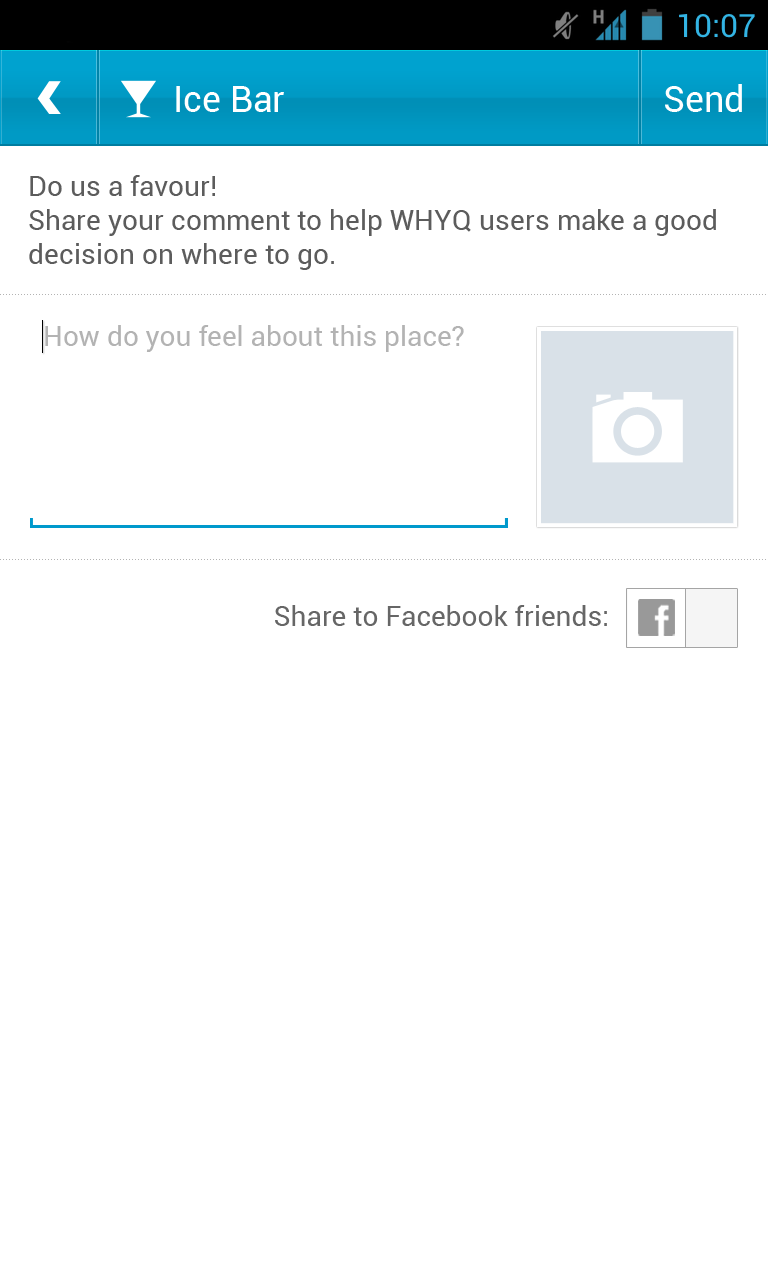 H 10:07
Ice Bar
Send
Do us a favour!
Share your comment to help WHYQ users make a good
decision on where to go.
How do you feel about this place?
Share to Facebook friends: f